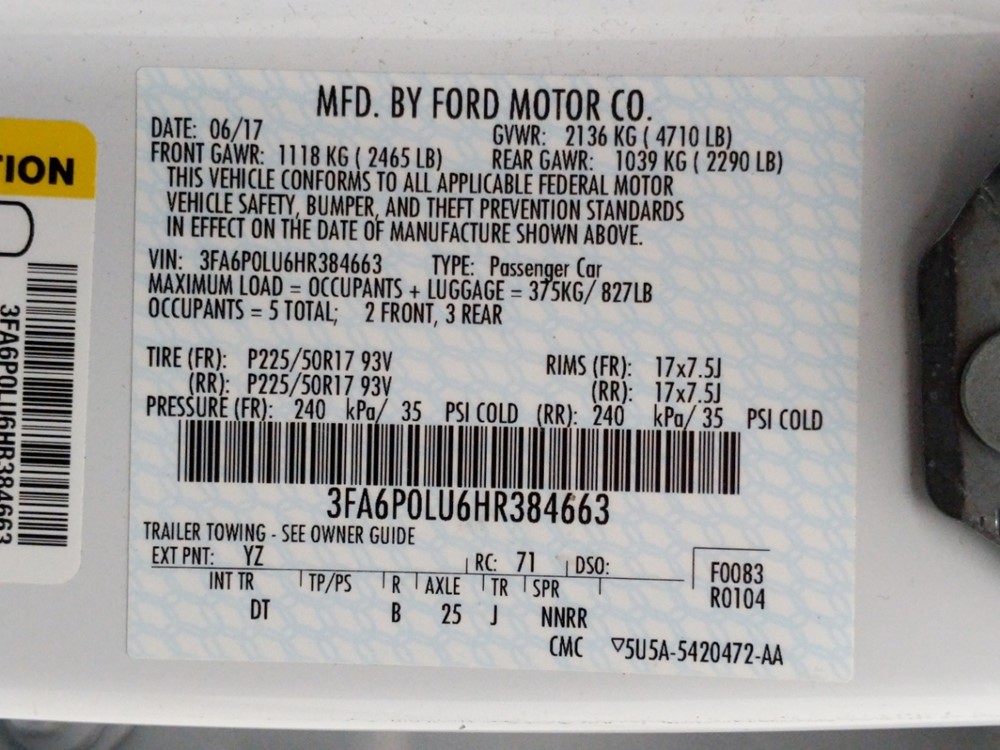 MFD. BY FORD MOTOR CO.
DATE: 06/17 GVWR: 2136 KG ( 4710 LB)
FRONT GAWR: 1118 KG ( 2465 LB) REAR GAWR: 1039 KG ( 2290 LB)
THIS VEHICLE CONFORMS TO ALL APPLICABLE FEDERAL MOTOR
VEHICLE SAFETY, BUMPER, AND THEFT PREVENTION STANDARDS
IN EFFECT ON THE DATE OF MANUFACTURE SHOWN ABOVE.
VIN: 3FA6P0LU6HR384663 TYPE: Passenger Car
MAXIMUM LOAD = OCCUPANTS + LUGGAGE = 375KG/ 827LB
OCCUPANTS = 5 TOTAL; 2 FRONT, 3 REAR
TIRE (FR): P225/50R17 93V RIMS (FR): 17x7.5J
(RR): P225/50R17 93V (RR): 17x7.5J
PRESSURE (FR): 240 kPa/ 35 PSI COLD (RR): 240 kPa/ 35 PSI COLD
3FA6P0LU6HR384663
TRAILER TOWING - SEE OWNER GUIDE
EXT PNT: YZ RC: 71 DSO:
INT TR TP/PS R AXLE TR SPR
DT B 25 J NNRR
F0083
R0104
CMC ▽5U5A-5420472-AA
TION
3FA6P0LU6HR384663